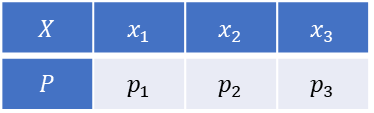 X x₁ x₂ x₃
P p₁ p₂ p₃